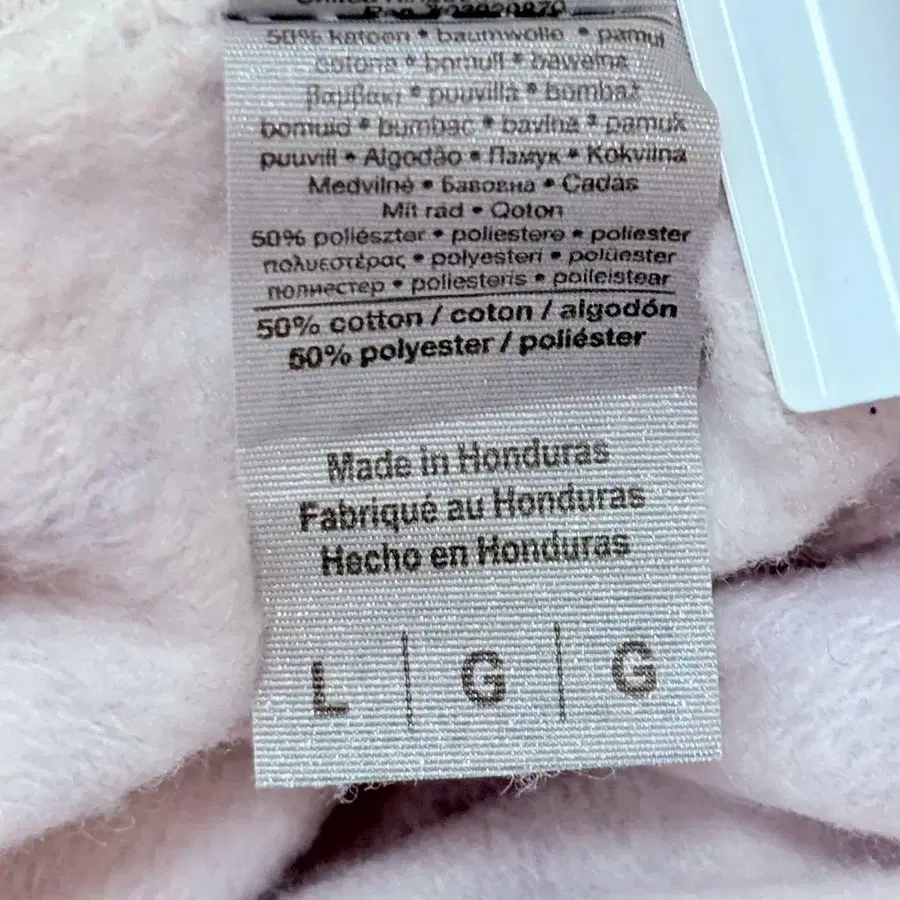 50% katoen • baumwolle • pamut
cotone • bomull • bawełna
βαμβάκι • puuvilla • bombaž
bomuld • bumbac • bavlna • pamuk
puuvill • Algodão • Памук • Kokvilna
Medvilnė • Бавовна • Cadás
Mit rad • Qoton
50% poliészter • poliestere • poliester
πολυεστέρας • polyesteri • polüester
полиестер • poliesteris • poileistear
50% cotton / coton / algodón
50% polyester / poliéster
Made in Honduras
Fabriqué au Honduras
Hecho en Honduras
L | G | G